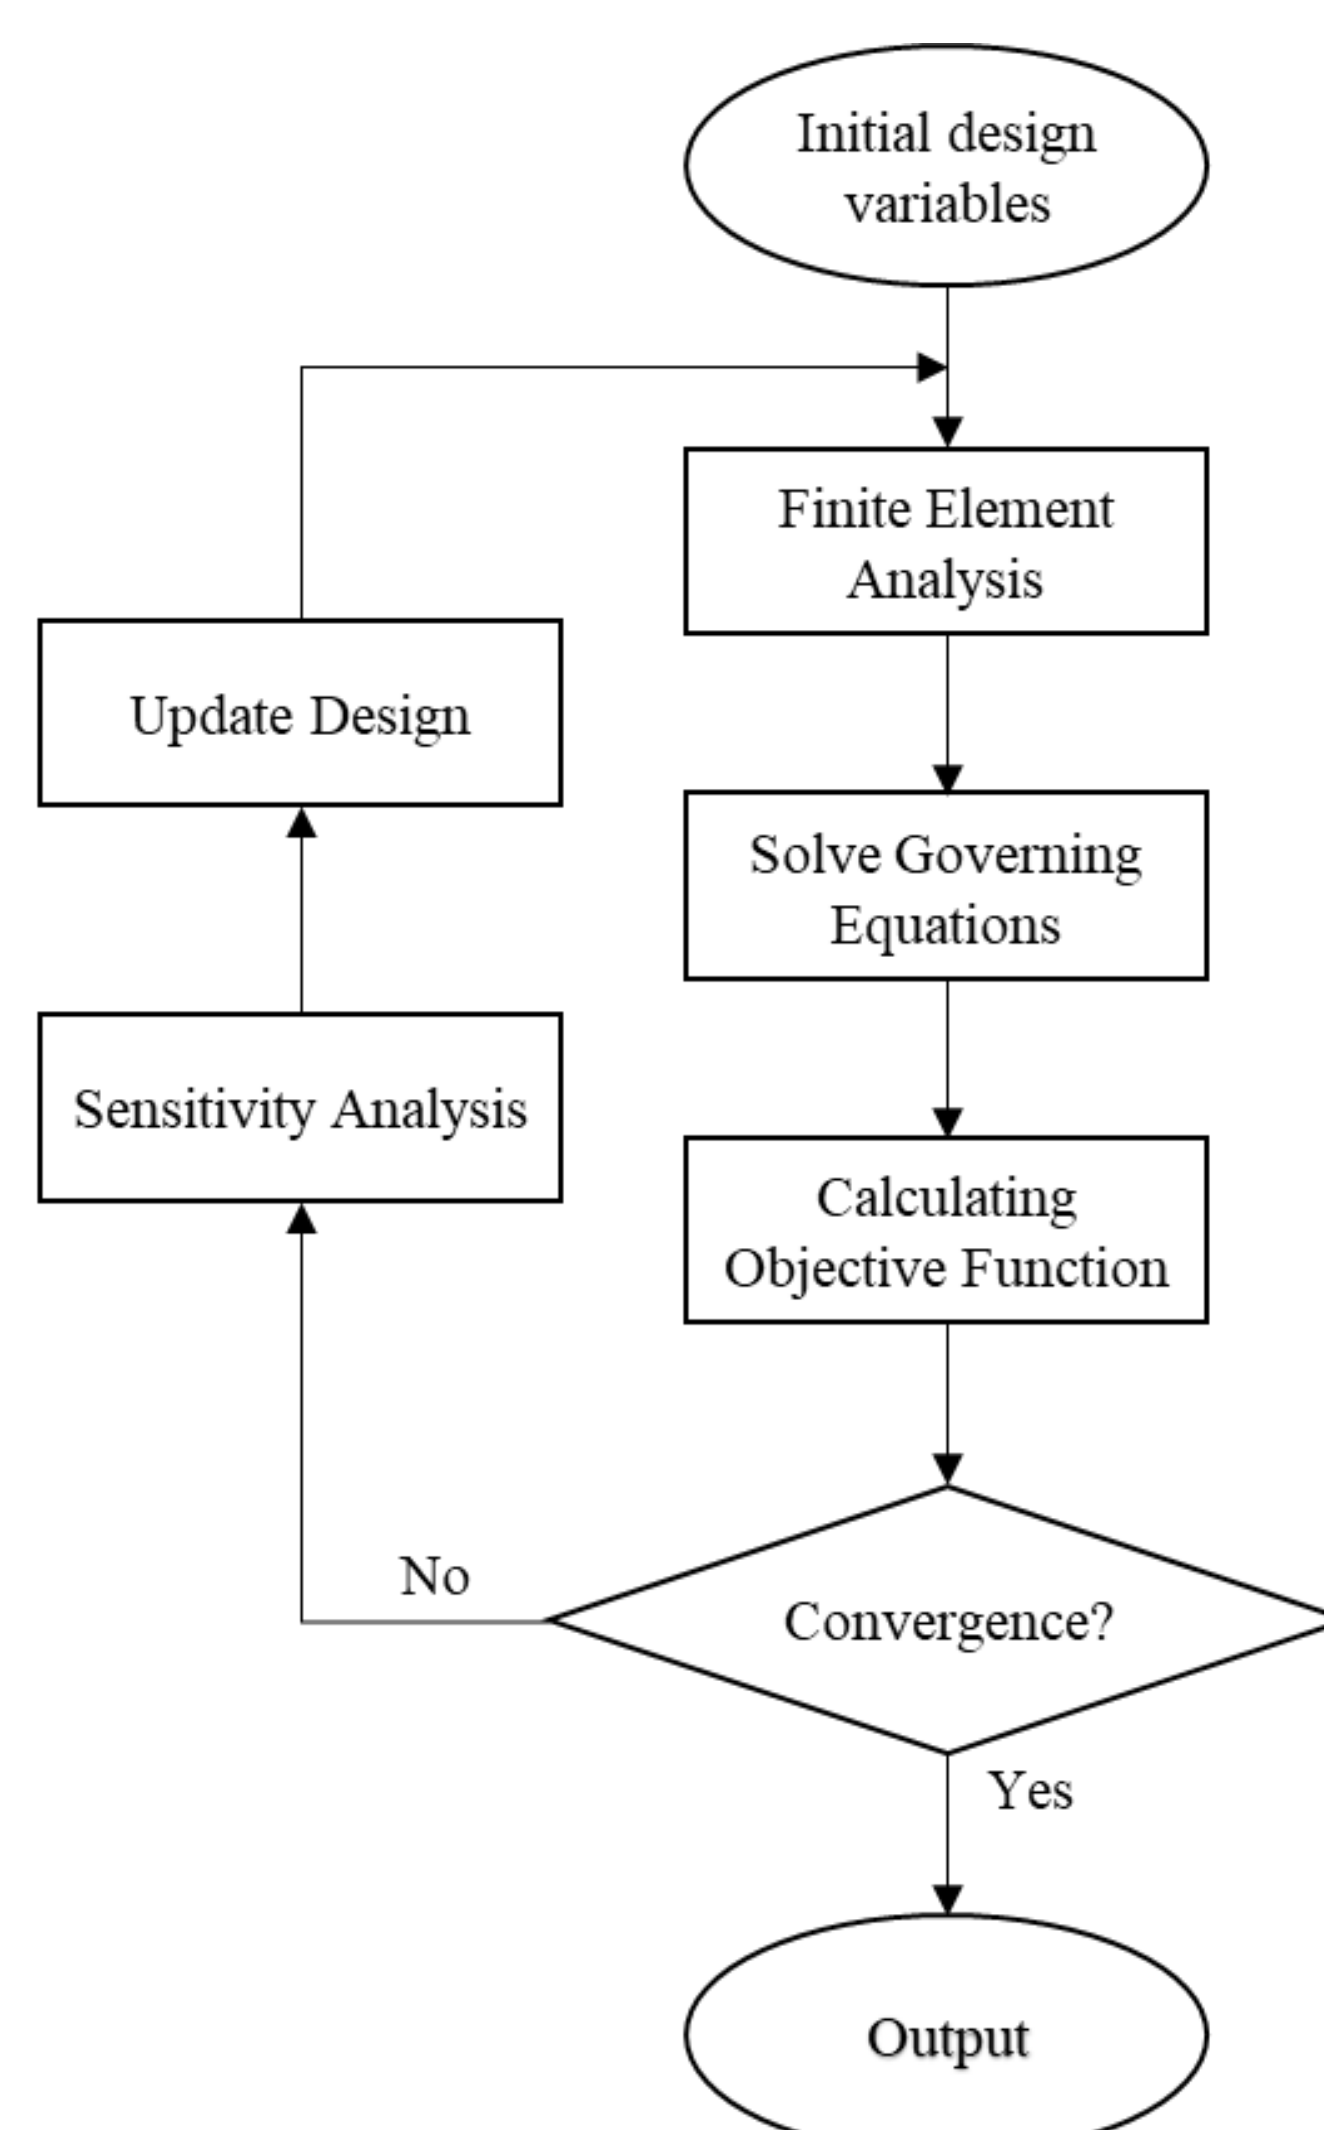 Initial design
variables
Finite Element
Analysis
Update Design
Solve Governing
Equations
Sensitivity Analysis
Calculating
Objective Function
No
Convergence?
Yes
Output